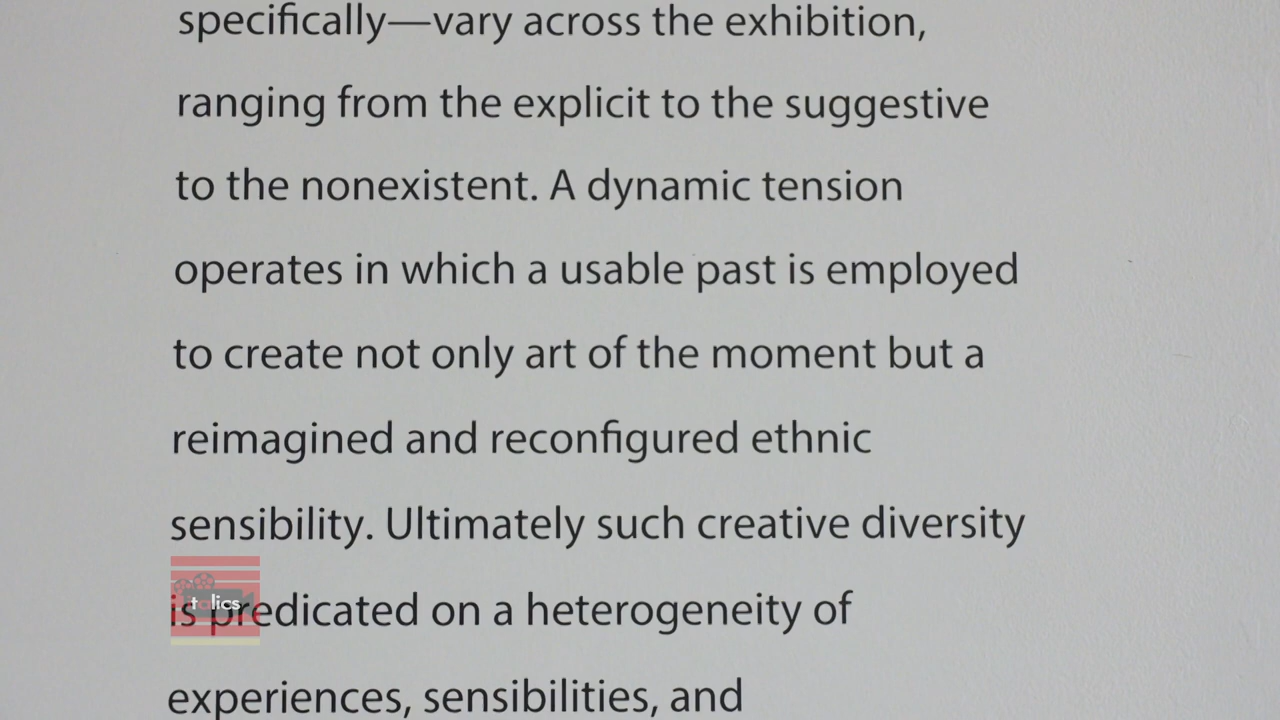 specifically—vary across the exhibition,
ranging from the explicit to the suggestive
to the nonexistent. A dynamic tension
operates in which a usable past is employed
to create not only art of the moment but a
reimagined and reconfigured ethnic
sensibility. Ultimately such creative diversity
is predicated on a heterogeneity of
experiences, sensibilities, and